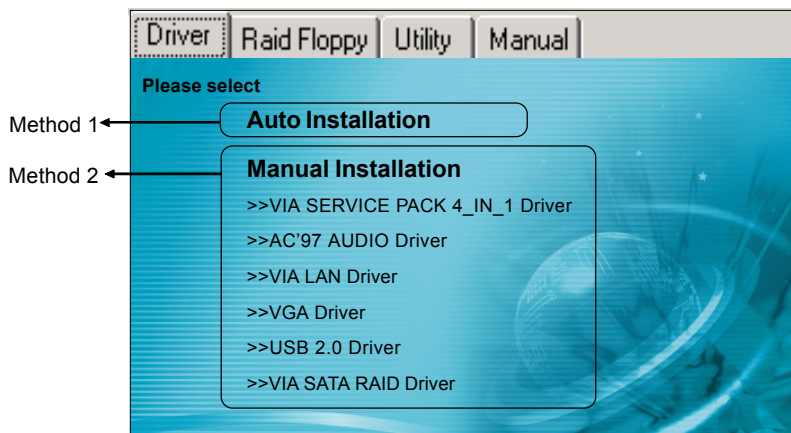 Driver Raid Floppy Utility Manual
Please select
Method 1 Auto Installation
Method 2 Manual Installation
>>VIA SERVICE PACK 4_IN_1 Driver
>>AC'97 AUDIO Driver
>>VIA LAN Driver
>>VGA Driver
>>USB 2.0 Driver
>>VIA SATA RAID Driver